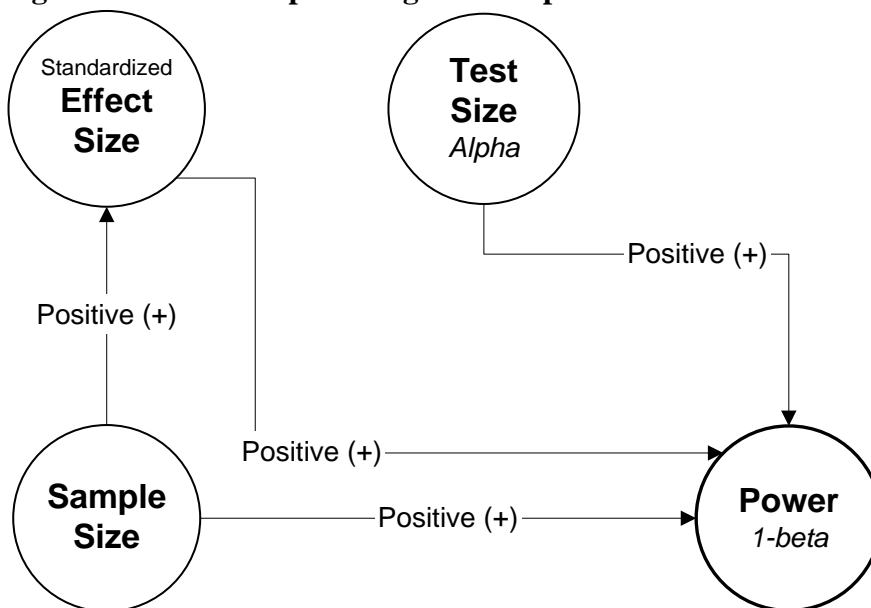 Standardized
Effect
Size
Test
Size
Alpha
Positive (+)
Positive (+)
Positive (+)
Sample
Size
Positive (+)
Power
1-beta